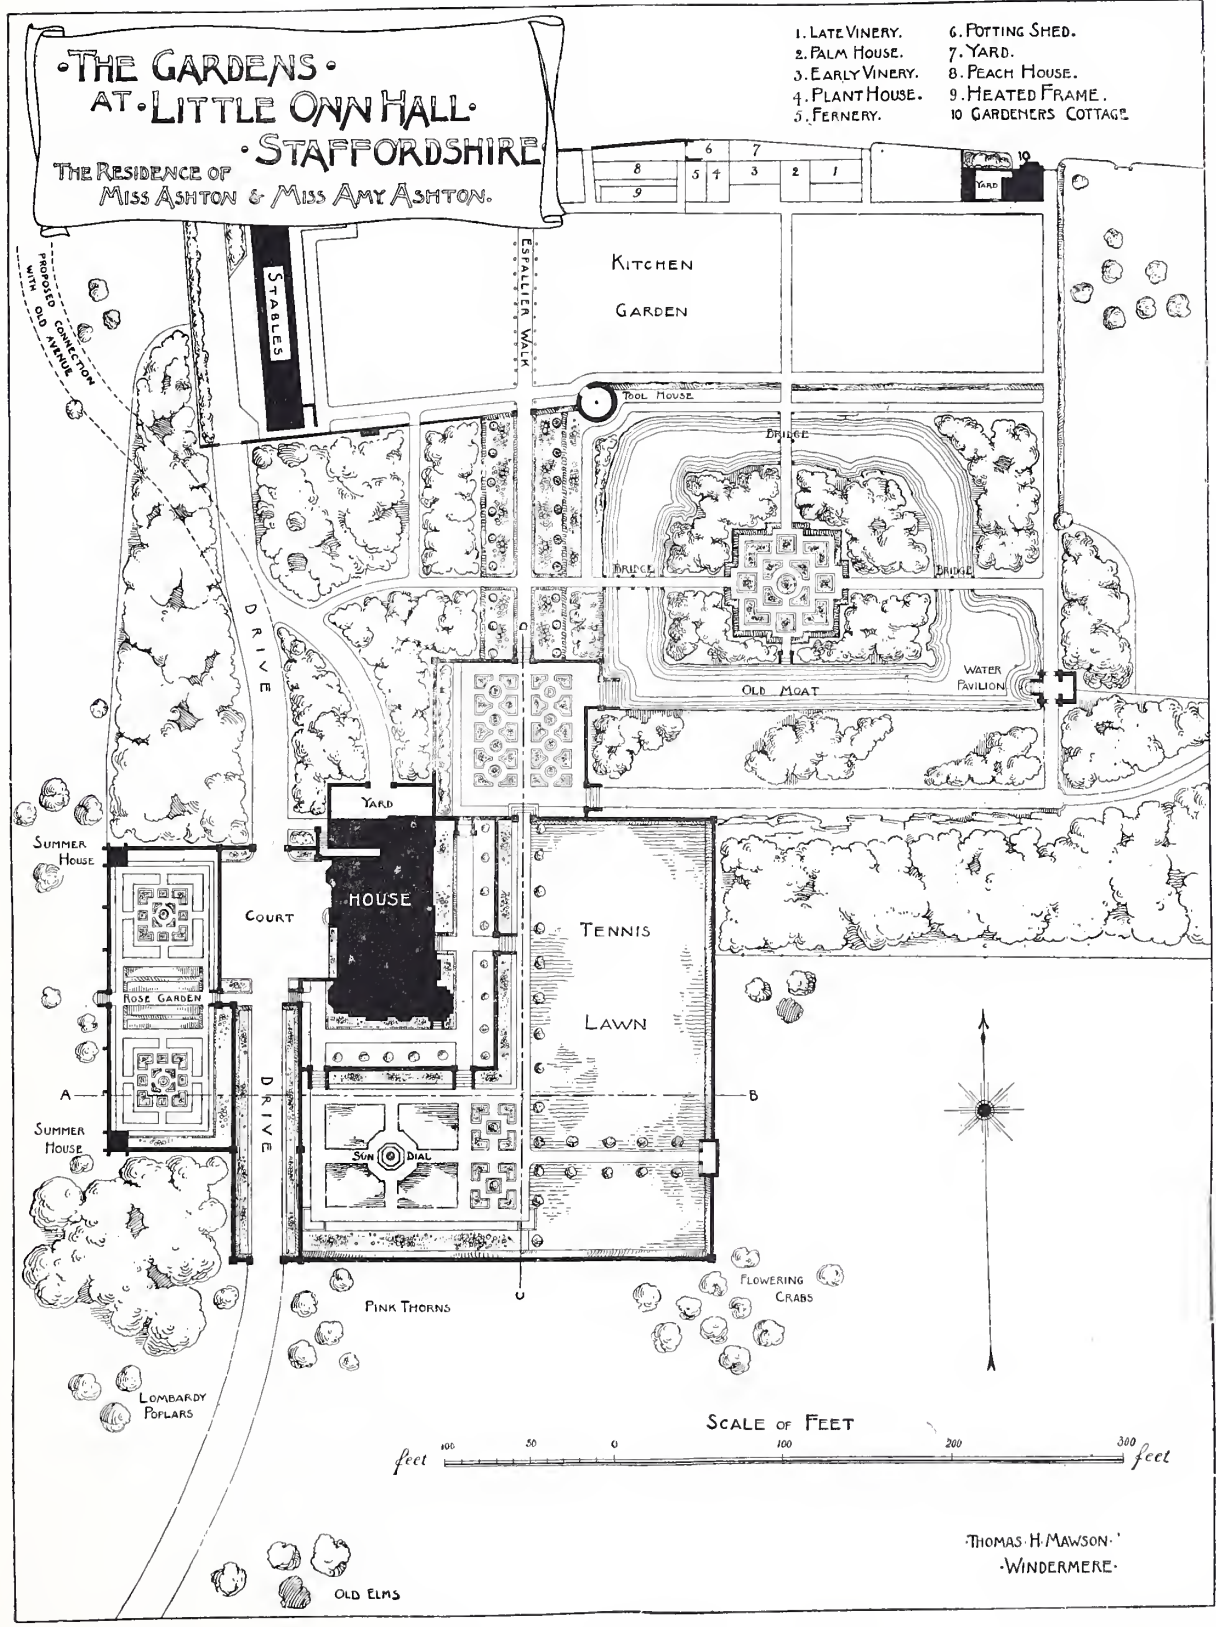 ·THE GARDENS·
AT·LITTLE ONN HALL·
·STAFFORDSHIRE
THE RESIDENCE OF
MISS ASHTON & MISS AMY ASHTON.
1. LATE VINERY.
2. PALM HOUSE.
3. EARLY VINERY.
4. PLANT HOUSE.
5. FERNERY.
6. POTTING SHED.
7. YARD.
8. PEACH HOUSE.
9. HEATED FRAME.
10 GARDENERS COTTAGE
6 7
8 5 4 3 2 1
9
10
YARD
PROPOSED CONNECTION
WITH OLD AVENUE
STABLES
ESPALLIER WALK
KITCHEN
GARDEN
TOOL HOUSE
BRIDGE
BRIDGE
BRIDGE
DRIVE
WATER
PAVILION
OLD MOAT
YARD
SUMMER
HOUSE
HOUSE
COURT
A
TENNIS
LAWN
ROSE GARDEN
DRIVE
A
B
SUMMER
HOUSE
SUN DIAL
C
C
PINK THORNS
FLOWERING
CRABS
LOMBARDY
POPLARS
SCALE OF FEET
feet 100 50 0 100 200 300 feet
·THOMAS·H·MAWSON·
·WINDERMERE·
OLD ELMS